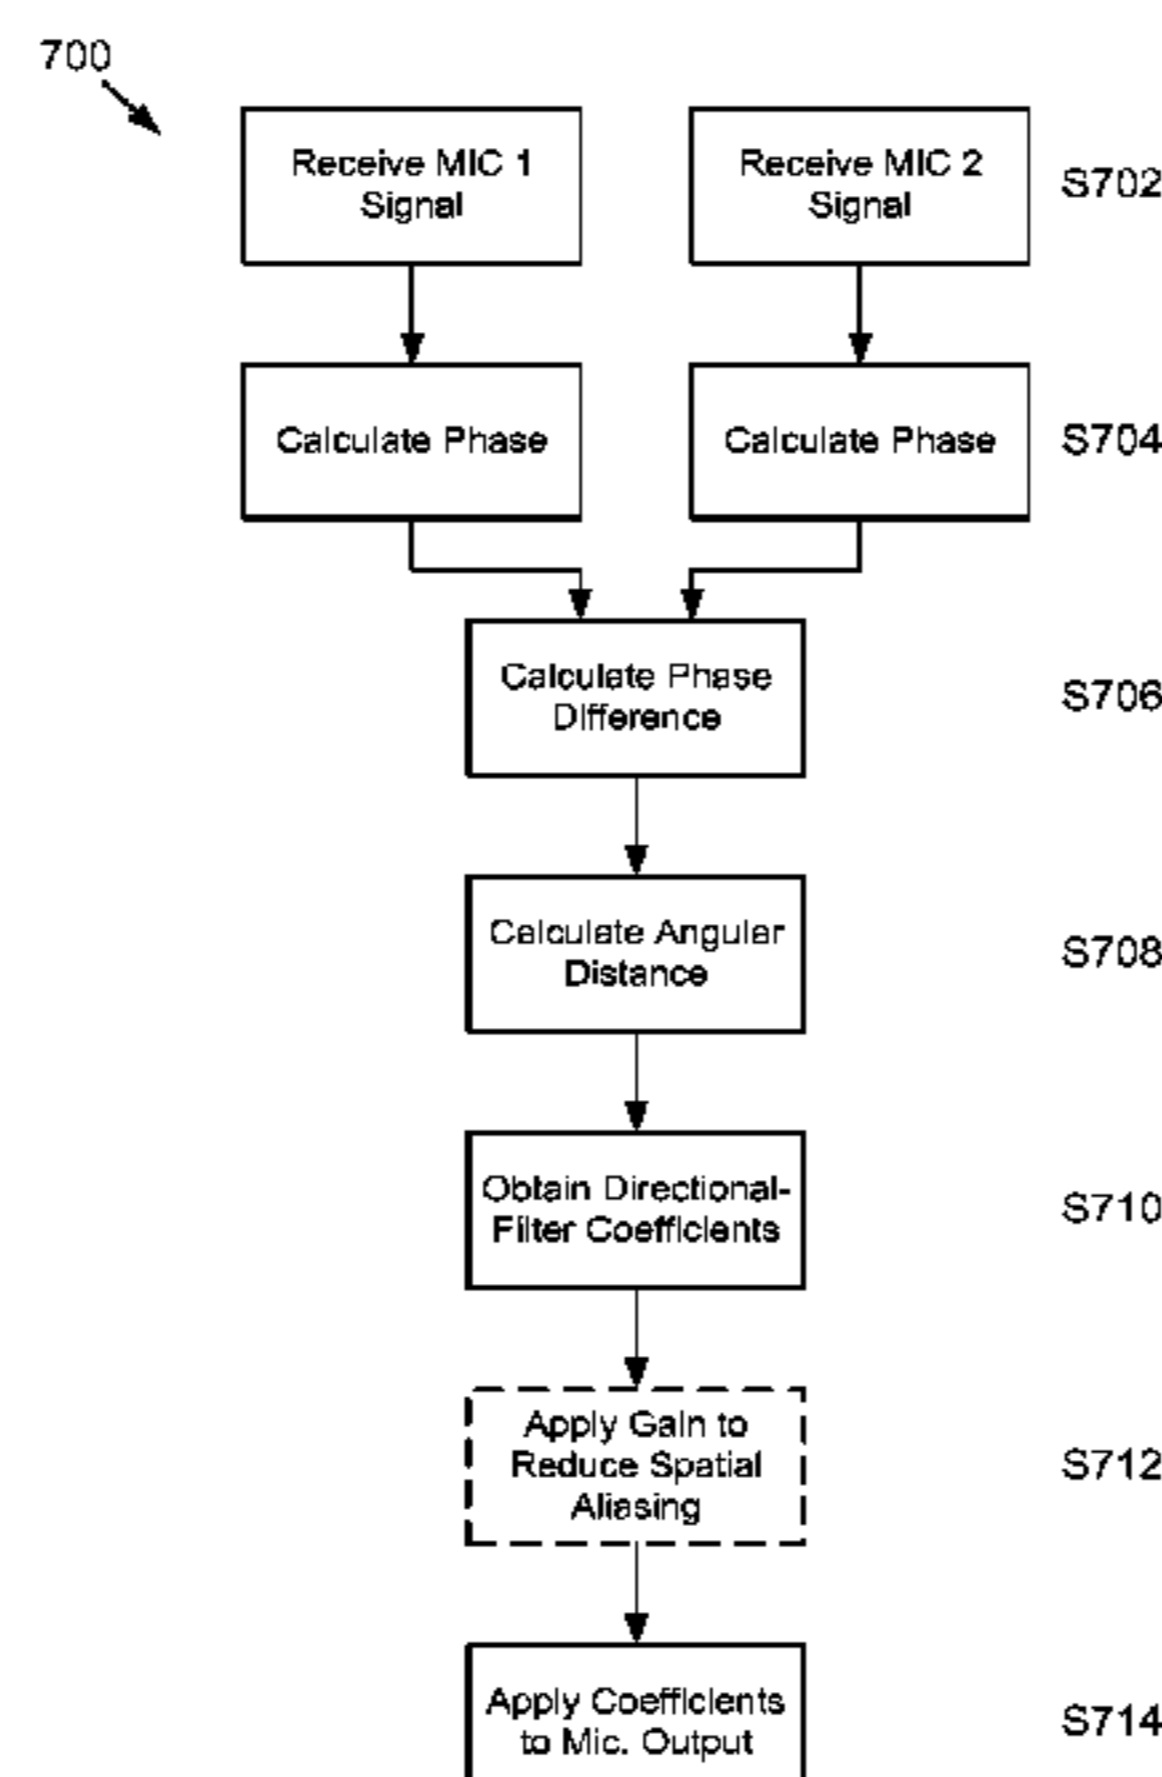 700
Receive MIC 1
Signal
Receive MIC 2
Signal
S702
Calculate Phase
Calculate Phase
S704
Calculate Phase
Difference
S706
Calculate Angular
Distance
S708
Obtain Directional-
Filter Coefficients
S710
Apply Gain to
Reduce Spatial
Aliasing
S712
Apply Coefficients
to Mic. Output
S714